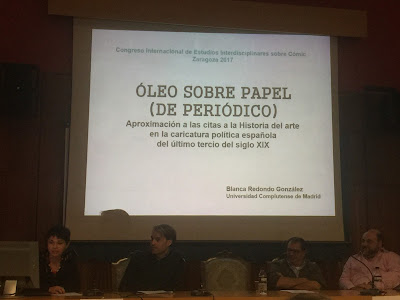 Congreso Internacional de Estudios Interdisciplinares sobre Cómic
Zaragoza 2017
ÓLEO SOBRE PAPEL
(DE PERIÓDICO)
Aproximación a las citas a la Historia del arte
en la caricatura política española
del último tercio del siglo XIX
Blanca Redondo González
Universidad Complutense de Madrid